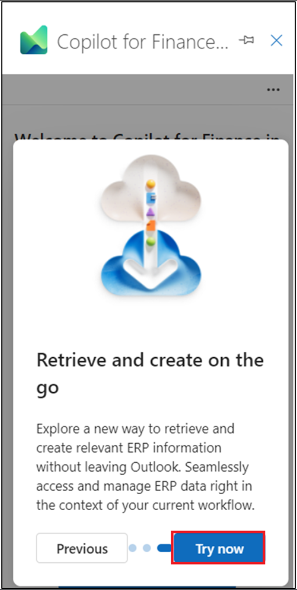 Copilot for Finance...
...
Welcome to Copilot for Finance in
Retrieve and create on the
go
Explore a new way to retrieve and
create relevant ERP information
without leaving Outlook. Seamlessly
access and manage ERP data right in
the context of your current workflow.
Previous
Try now